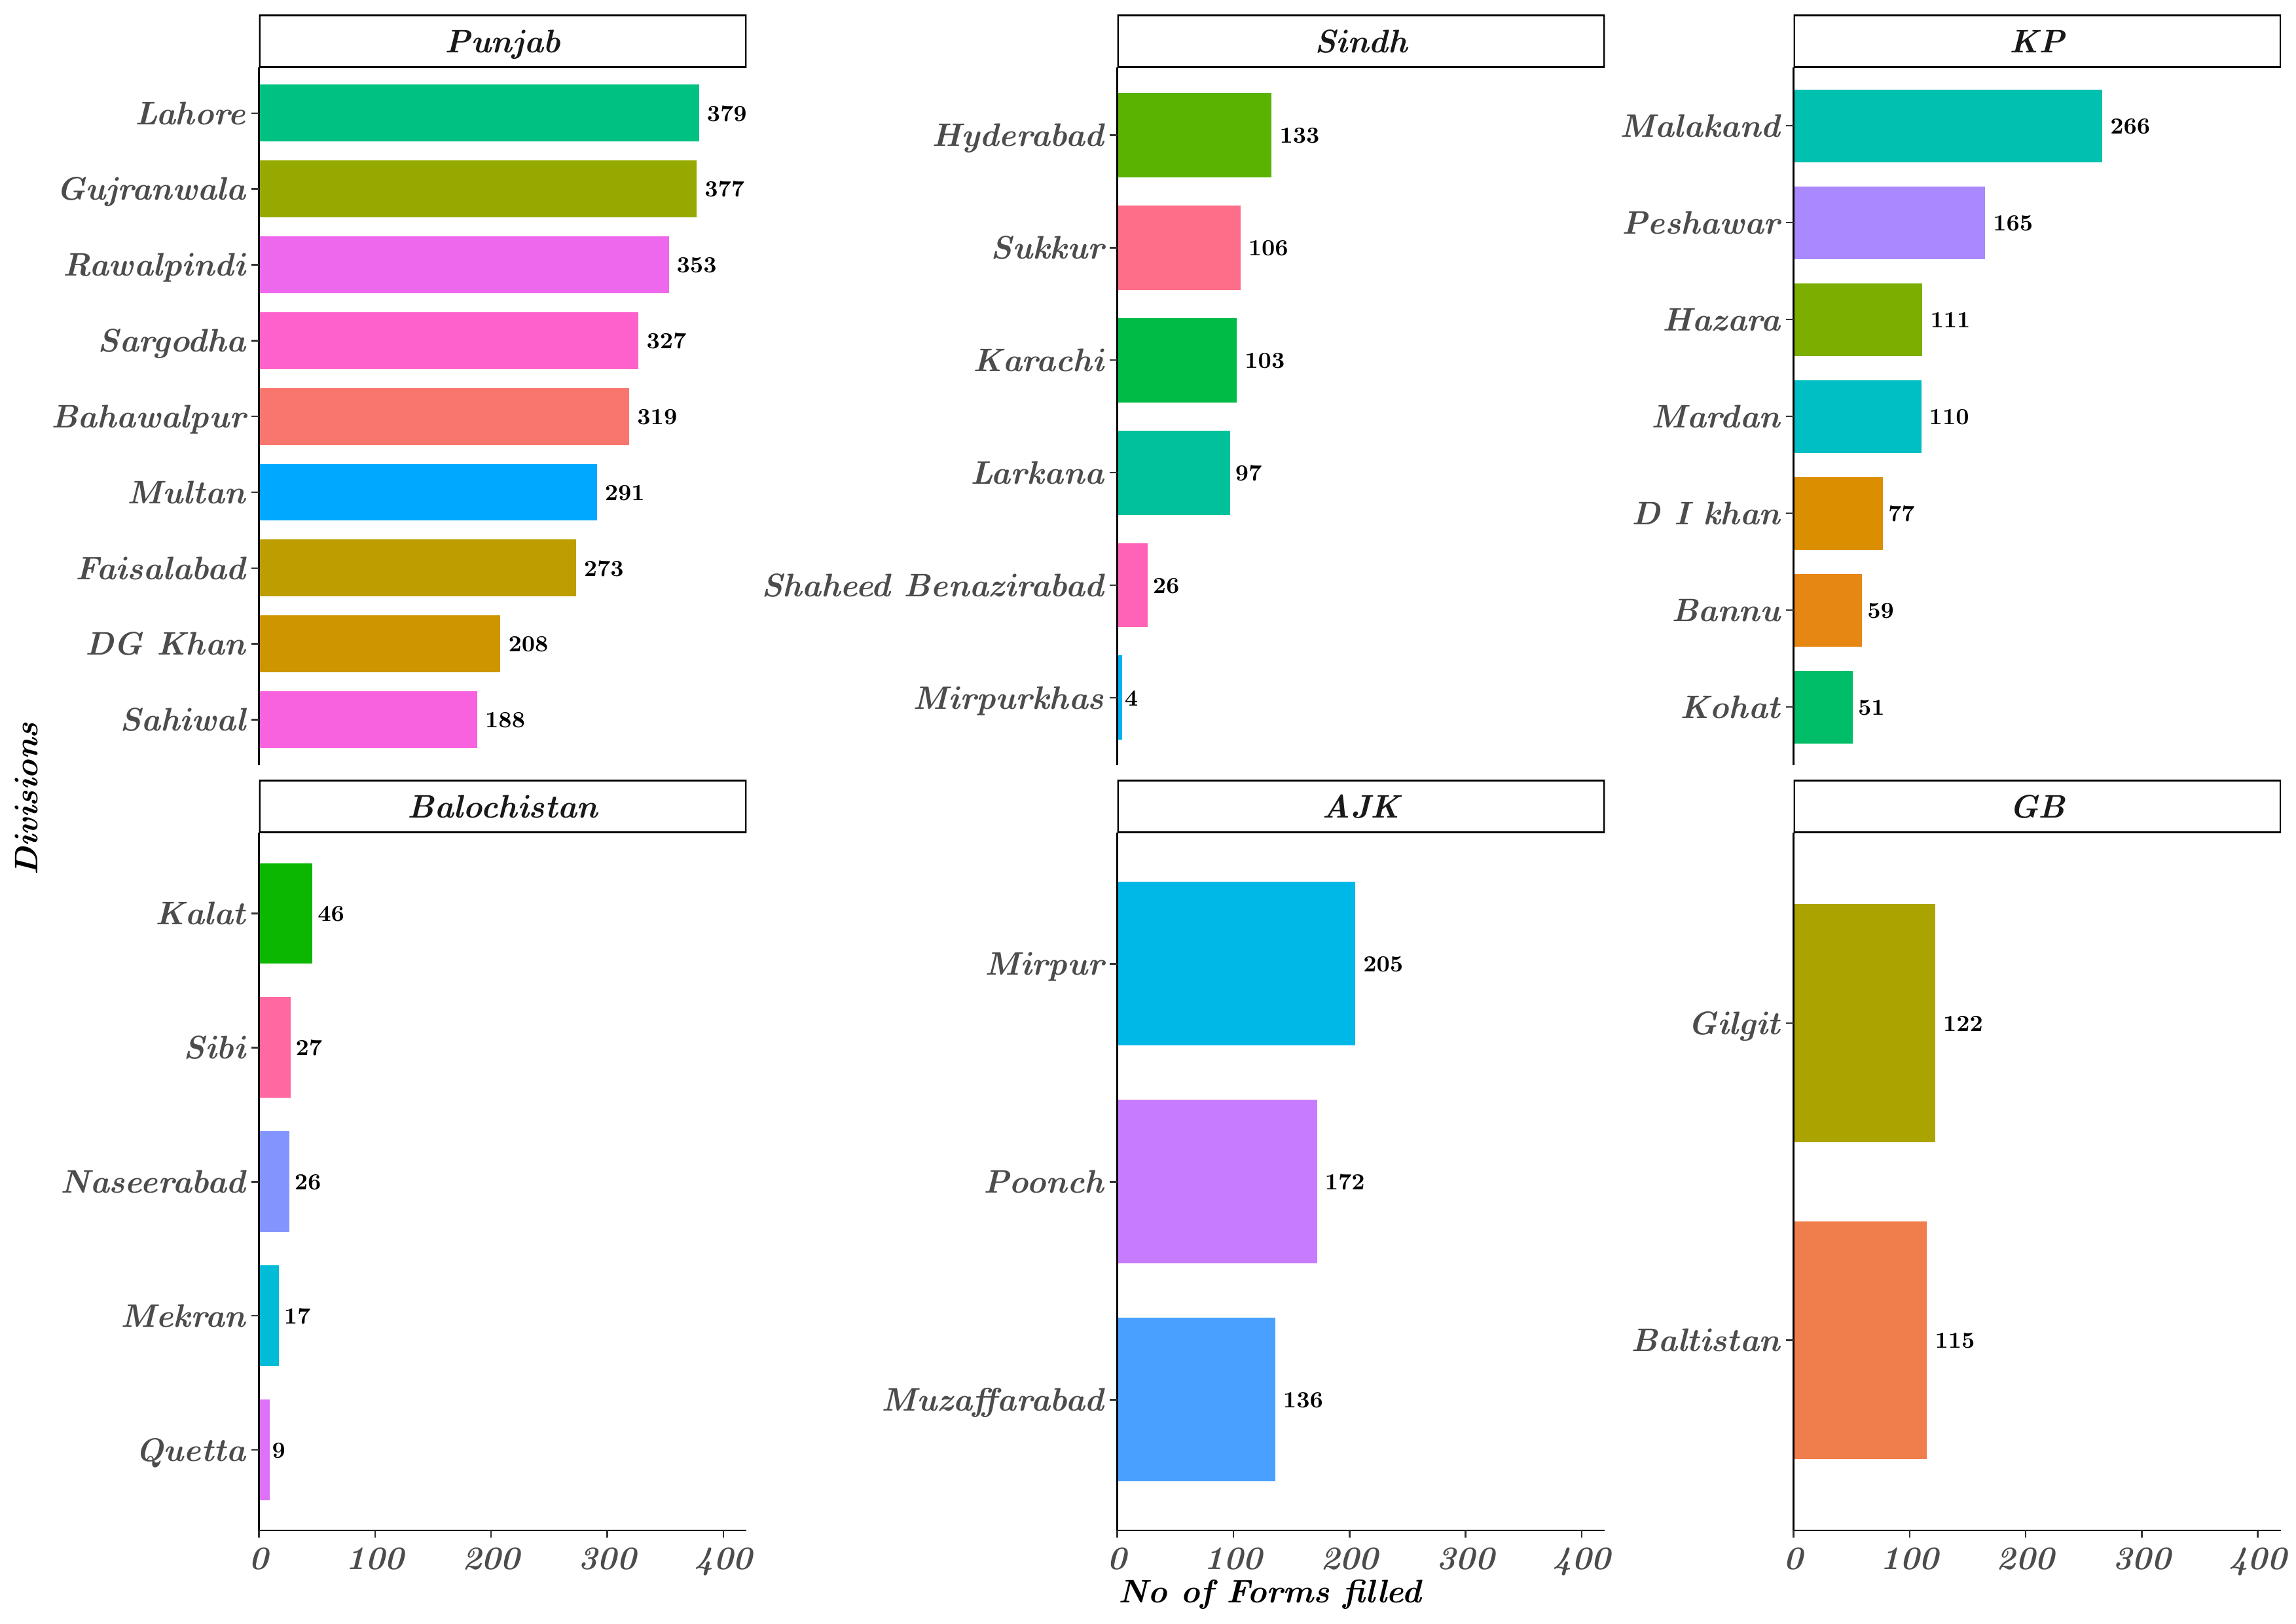 Punjab
Lahore 379
Gujranwala 377
Rawalpindi 353
Sargodha 327
Bahawalpur 319
Multan 291
Faisalabad 273
DG Khan 208
Sahiwal 188
Sindh
Hyderabad 133
Sukkur 106
Karachi 103
Larkana 97
Shaheed Benazirabad 26
Mirpurkhas 4
KP
Malakand 266
Peshawar 165
Hazara 111
Mardan 110
D I khan 77
Bannu 59
Kohat 51
Divisions
Balochistan
Kalat 46
Sibi 27
Naseerabad 26
Mekran 17
Quetta 9
0 100 200 300 400
AJK
Mirpur 205
Poonch 172
Muzaffarabad 136
0 100 200 300 400
GB
Gilgit 122
Baltistan 115
0 100 200 300 400
No of Forms filled